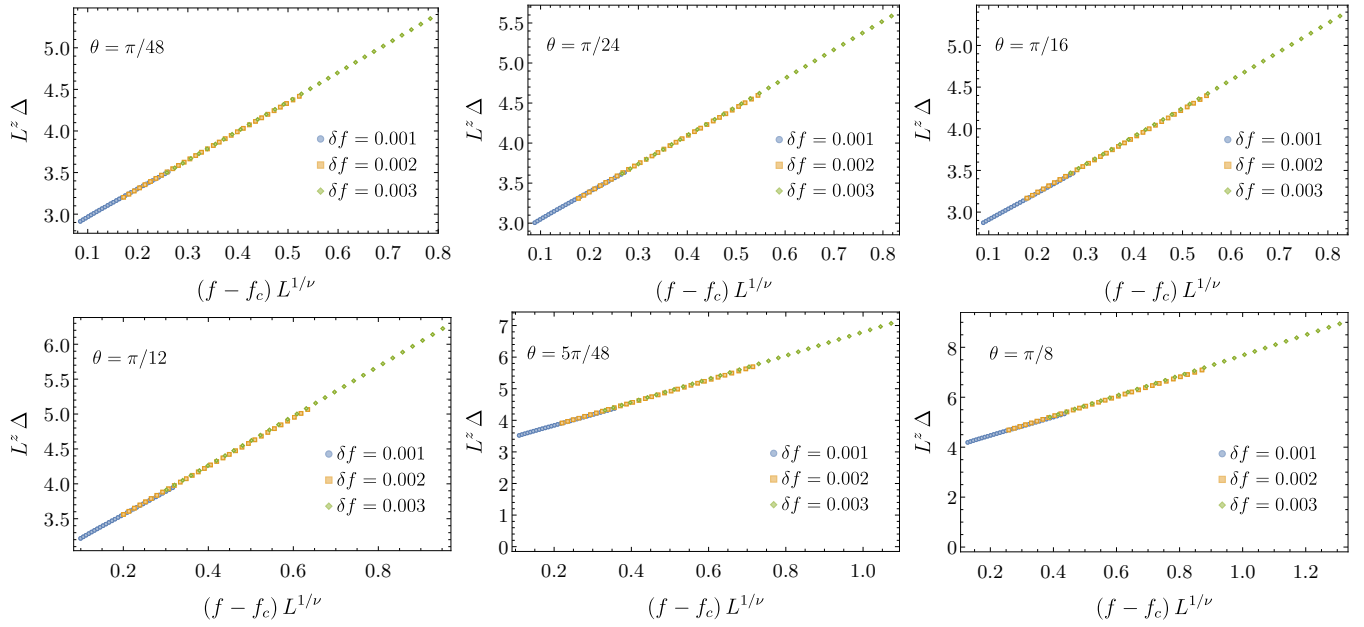 θ = π/48
L^z Δ
5.0
4.5
4.0
3.5
3.0
δf = 0.001
δf = 0.002
δf = 0.003
0.1 0.2 0.3 0.4 0.5 0.6 0.7 0.8
(f − f_c) L^{1/ν}
θ = π/24
L^z Δ
5.5
5.0
4.5
4.0
3.5
3.0
δf = 0.001
δf = 0.002
δf = 0.003
0.1 0.2 0.3 0.4 0.5 0.6 0.7 0.8
(f − f_c) L^{1/ν}
θ = π/16
L^z Δ
5.0
4.5
4.0
3.5
3.0
δf = 0.001
δf = 0.002
δf = 0.003
0.1 0.2 0.3 0.4 0.5 0.6 0.7 0.8
(f − f_c) L^{1/ν}
θ = π/12
L^z Δ
6.0
5.5
5.0
4.5
4.0
3.5
δf = 0.001
δf = 0.002
δf = 0.003
0.2 0.4 0.6 0.8
(f − f_c) L^{1/ν}
θ = 5π/48
L^z Δ
7
6
5
4
3
2
1
0
δf = 0.001
δf = 0.002
δf = 0.003
0.2 0.4 0.6 0.8 1.0
(f − f_c) L^{1/ν}
θ = π/8
L^z Δ
8
6
4
2
0
δf = 0.001
δf = 0.002
δf = 0.003
0.2 0.4 0.6 0.8 1.0 1.2
(f − f_c) L^{1/ν}